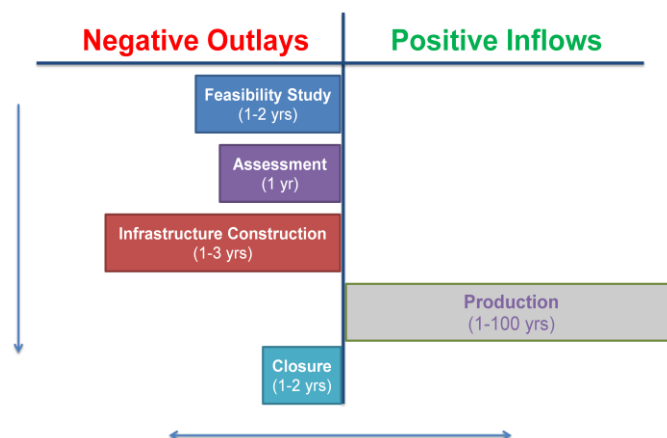 Negative Outlays
Positive Inflows
Feasibility Study
(1-2 yrs)
Assessment
(1 yr)
Infrastructure Construction
(1-3 yrs)
Production
(1-100 yrs)
Closure
(1-2 yrs)